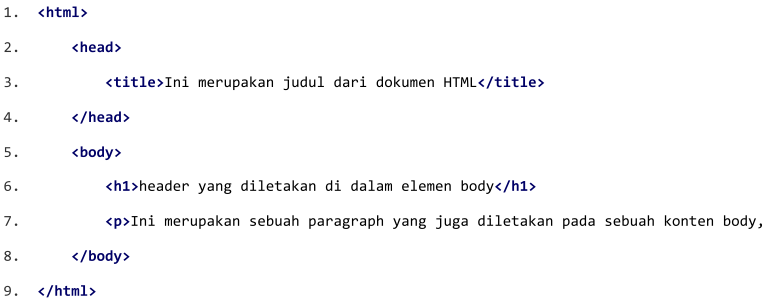 1. <html>
2. <head>
3. <title>Ini merupakan judul dari dokumen HTML</title>
4. </head>
5. <body>
6. <h1>header yang diletakan di dalam elemen body</h1>
7. <p>Ini merupakan sebuah paragraph yang juga diletakan pada sebuah konten body,
8. </body>
9. </html>